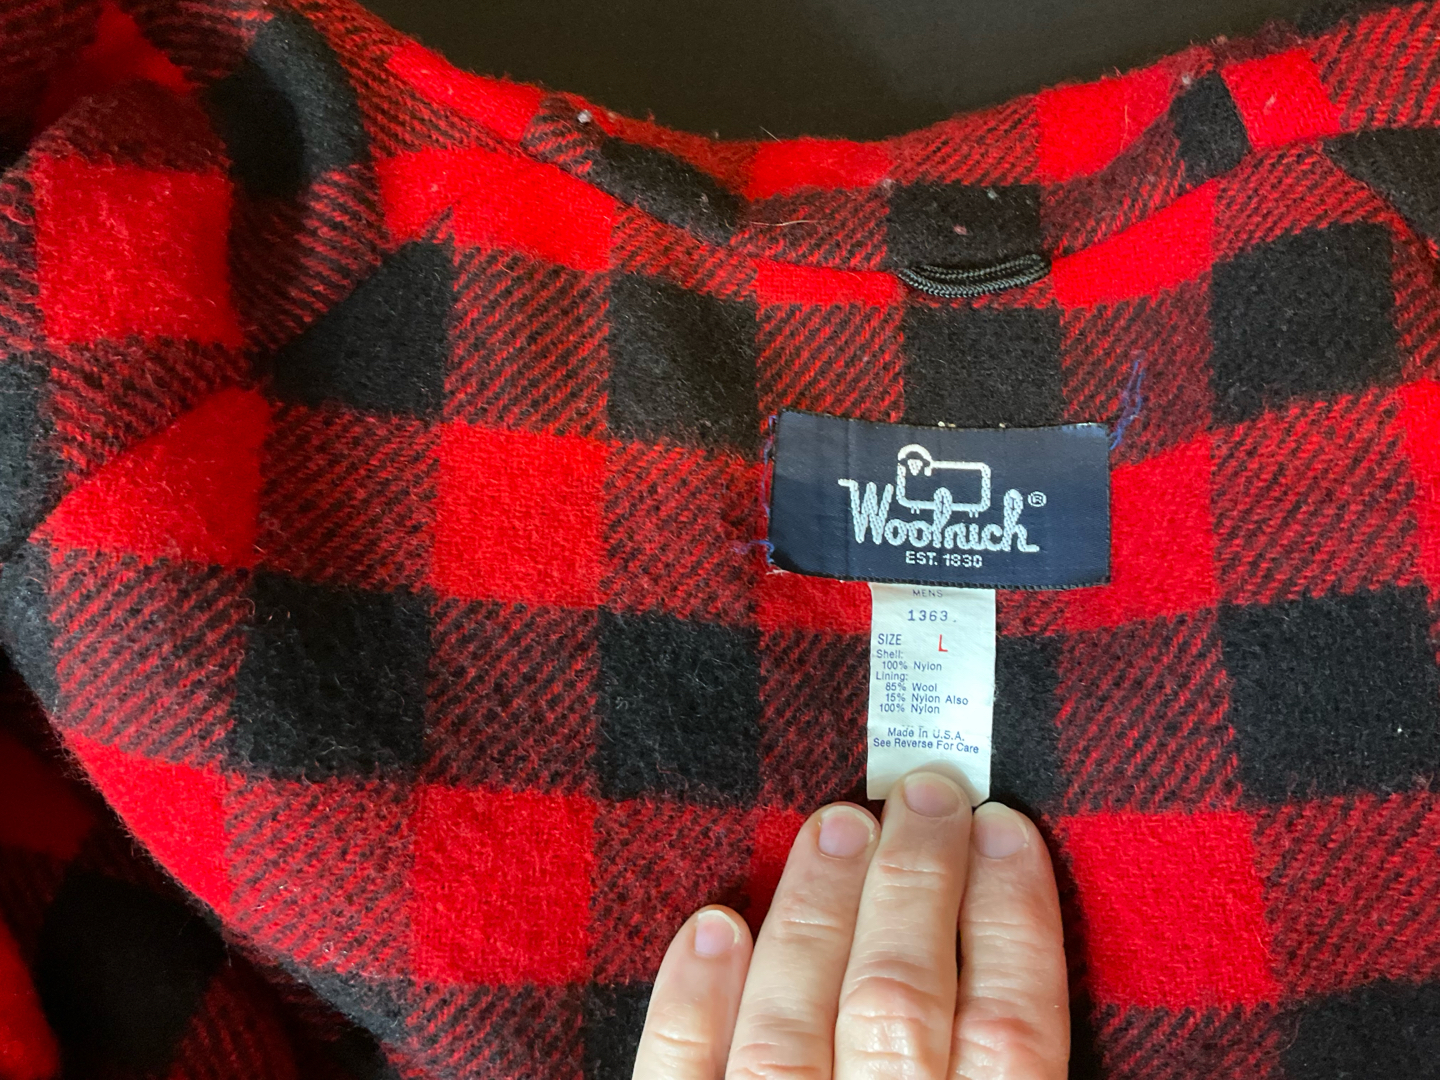 Woolrich®
EST. 1830
MENS
1363
SIZE L
Shell:
100% Nylon
Lining:
85% Wool
15% Nylon Also
100% Nylon
Made In U.S.A.
See Reverse For Care